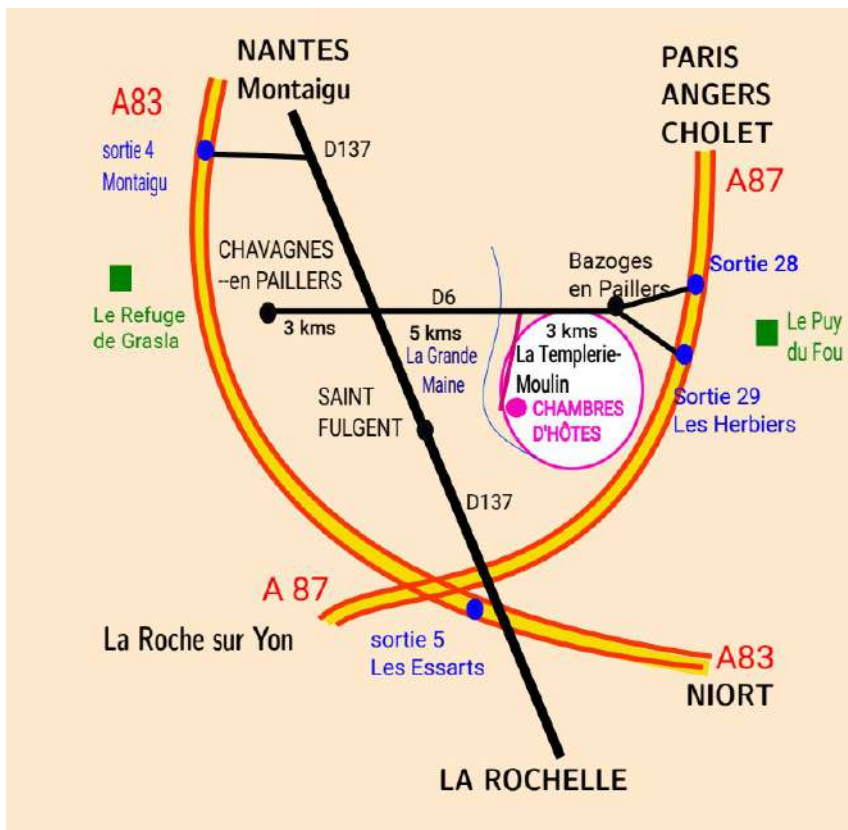 NANTES
Montaigu
PARIS
ANGERS
CHOLET
A83
sortie 4
Montaigu
D137
A87
CHAVAGNES
--en PAILLERS
Bazoges
en Paillers
Sortie 28
D6
Le Refuge
de Grasla
3 kms
5 kms
La Grande
Maine
3 kms
La Templerie-
Moulin
CHAMBRES
D'HÔTES
Le Puy
du Fou
SAINT
FULGENT
Sortie 29
Les Herbiers
D137
A 87
La Roche sur Yon
sortie 5
Les Essarts
A83
NIORT
LA ROCHELLE